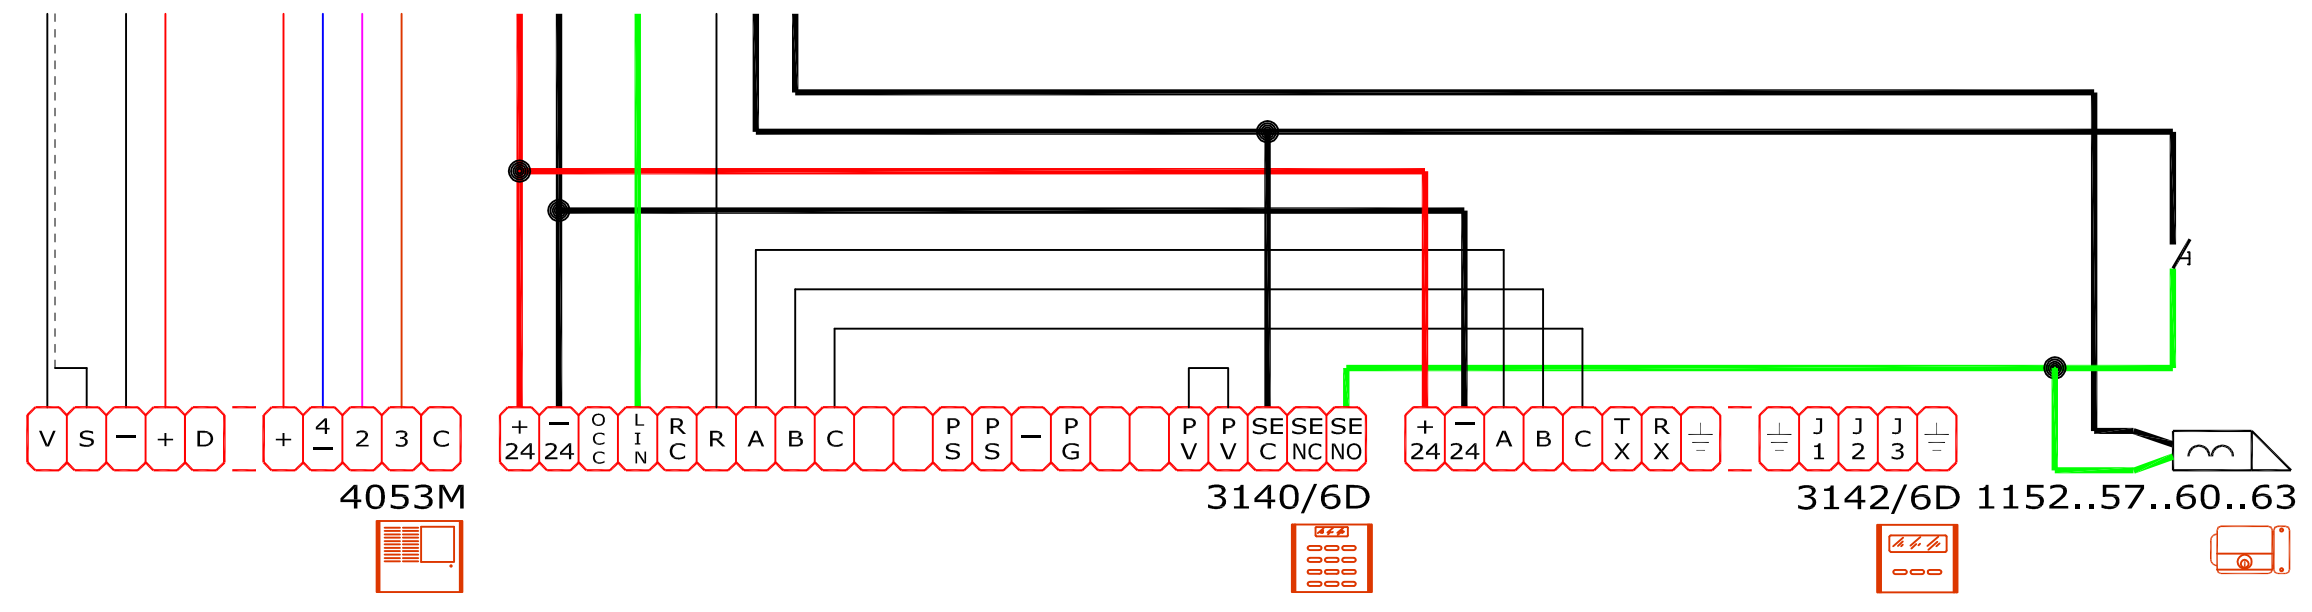 V S − + D + 4 − 2 3 C
+ 24 − 24 O C C L I N R C R A B C P S P S − P G P V P V SE C SE NC SE NO
+ 24 − 24 A B C T X R X J 1 J 2 J 3
4053M 3140/6D 3142/6D 1152..57..60..63